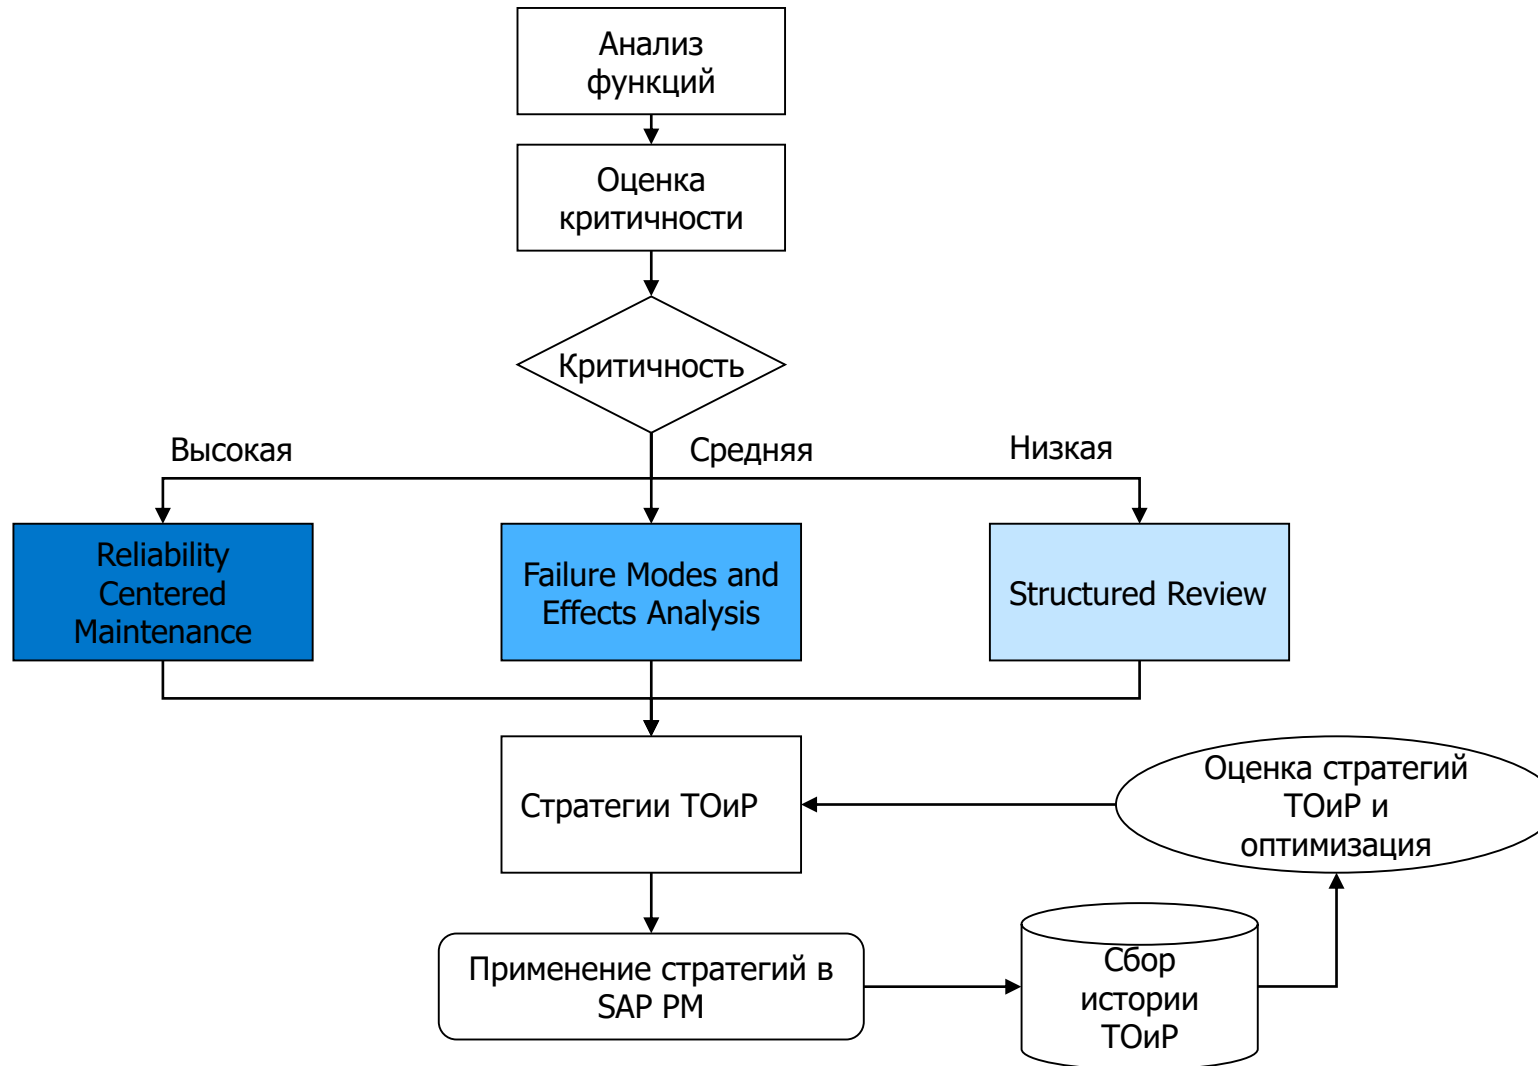 Анализ
функций
Оценка
критичности
Критичность
Высокая
Средняя
Низкая
Reliability
Centered
Maintenance
Failure Modes and
Effects Analysis
Structured Review
Стратегии ТОиР
Оценка стратегий
ТОиР и
оптимизация
Применение стратегий в
SAP PM
Сбор
истории
ТОиР